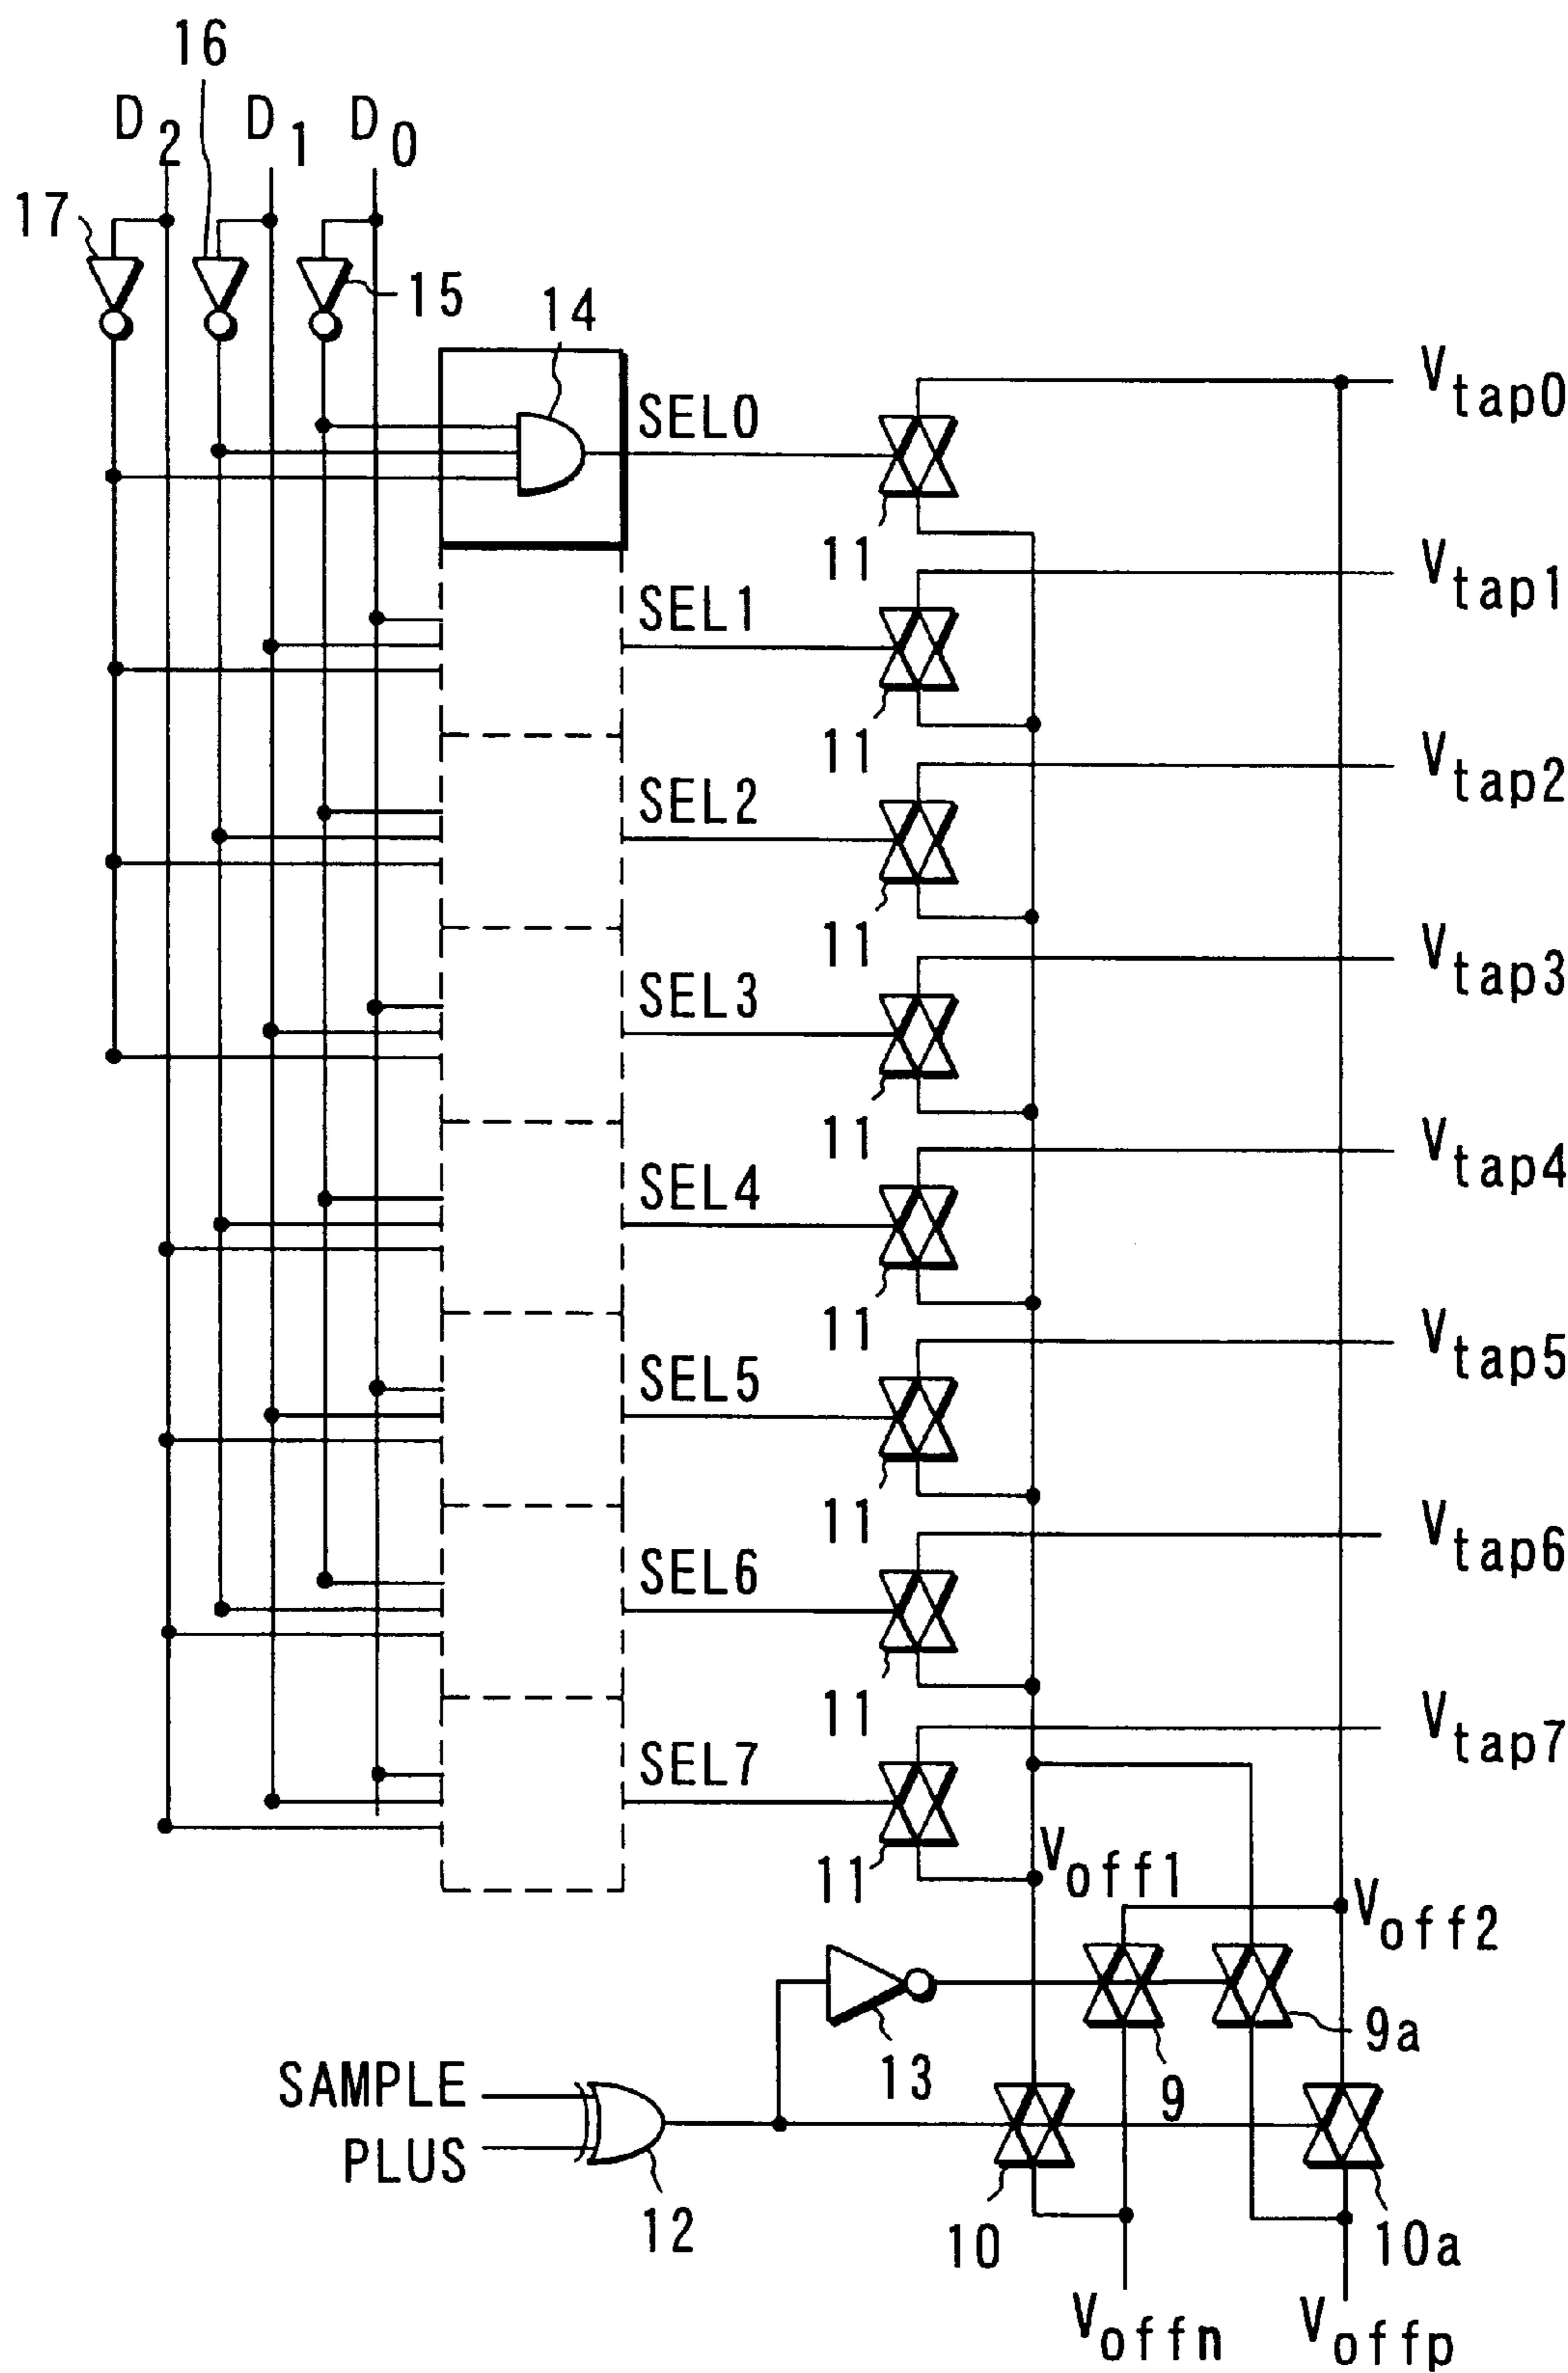 16
D2 D1 D0
17
15
14
SEL0
Vtap0
11
SEL1
Vtap1
11
SEL2
Vtap2
11
SEL3
Vtap3
11
SEL4
Vtap4
11
SEL5
Vtap5
11
SEL6
Vtap6
11
SEL7
Vtap7
11
Voff1
Voff2
9a
13
9
SAMPLE
PLUS
12
10
10a
Voffn
Voffp